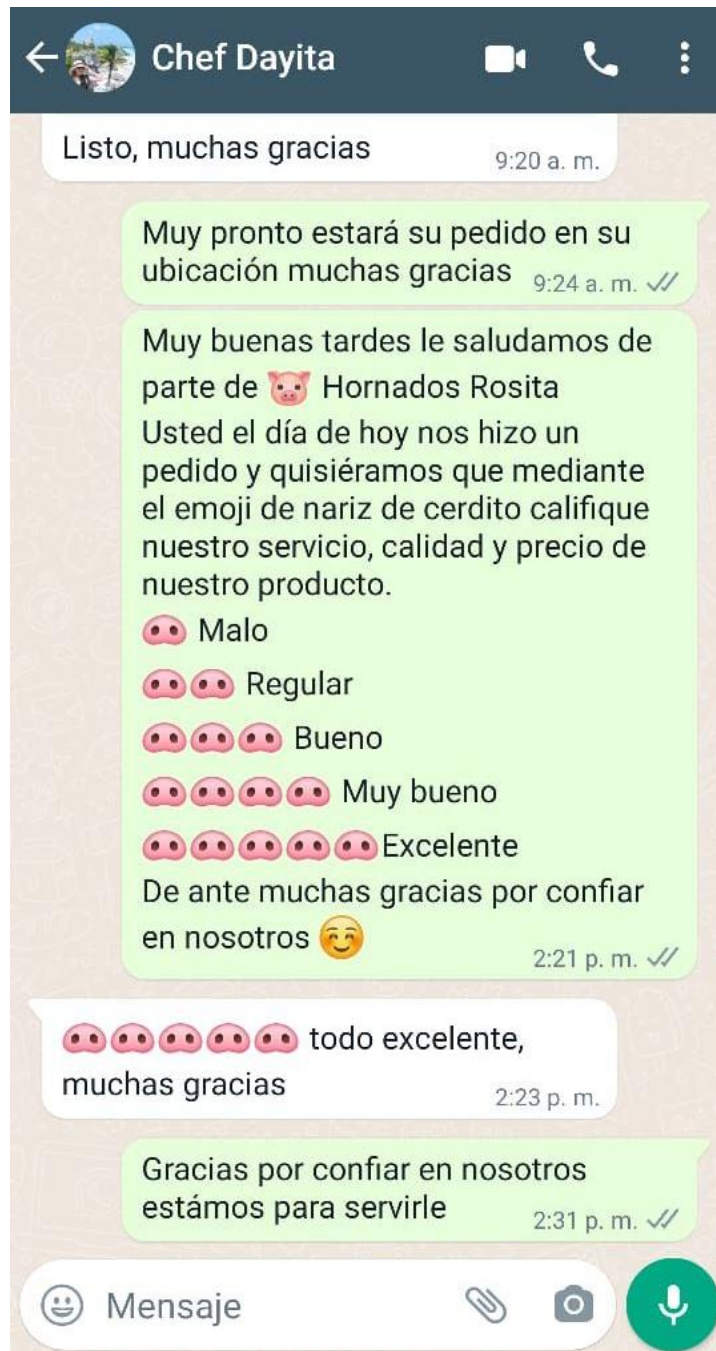 Chef Dayita
Listo, muchas gracias
9:20 a. m.
Muy pronto estará su pedido en su
ubicación muchas gracias
9:24 a. m.
Muy buenas tardes le saludamos de
parte de 🐷 Hornados Rosita
Usted el día de hoy nos hizo un
pedido y quisiéramos que mediante
el emoji de nariz de cerdito califique
nuestro servicio, calidad y precio de
nuestro producto.
🐽 Malo
🐽🐽 Regular
🐽🐽🐽 Bueno
🐽🐽🐽🐽 Muy bueno
🐽🐽🐽🐽🐽Excelente
De ante muchas gracias por confiar
en nosotros ☺️
2:21 p. m.
🐽🐽🐽🐽🐽 todo excelente,
muchas gracias
2:23 p. m.
Gracias por confiar en nosotros
estámos para servirle
2:31 p. m.
Mensaje